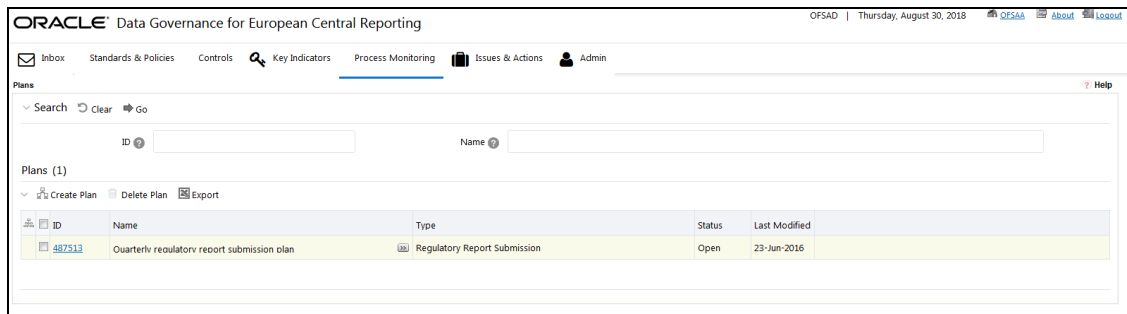 ORACLE® Data Governance for European Central Reporting
OFSAD | Thursday, August 30, 2018 OFSAA About Logout
Inbox Standards & Policies Controls Key Indicators Process Monitoring Issues & Actions Admin
Plans ? Help
Search Clear Go
ID ? Name ?
Plans (1)
Create Plan Delete Plan Export
ID Name Type Status Last Modified
487513 Quarterly regulatory report submission plan Regulatory Report Submission Open 23-Jun-2016